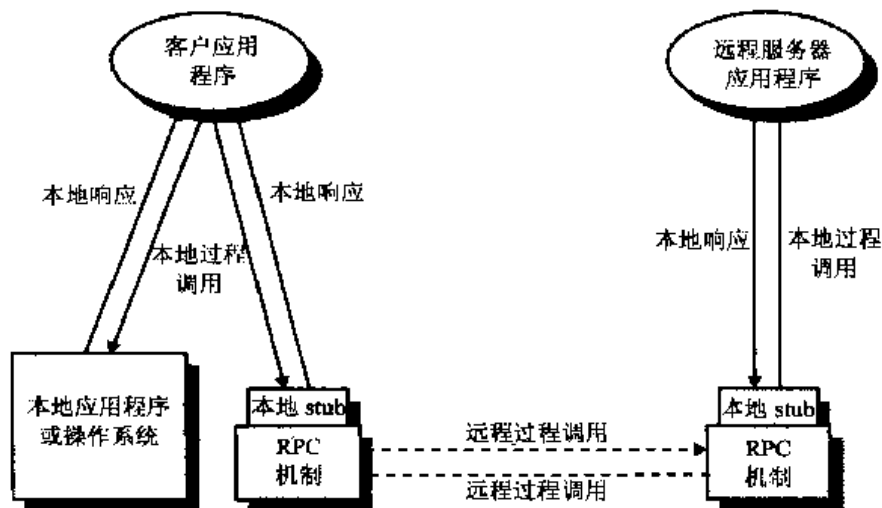 客户应用
程序
远程服务器
应用程序
本地响应
本地响应
本地过程
调用
本地响应
本地过程
调用
本地应用程序
或操作系统
本地 stub
RPC
机制
远程过程调用
远程过程调用
本地 stub
RPC
机制